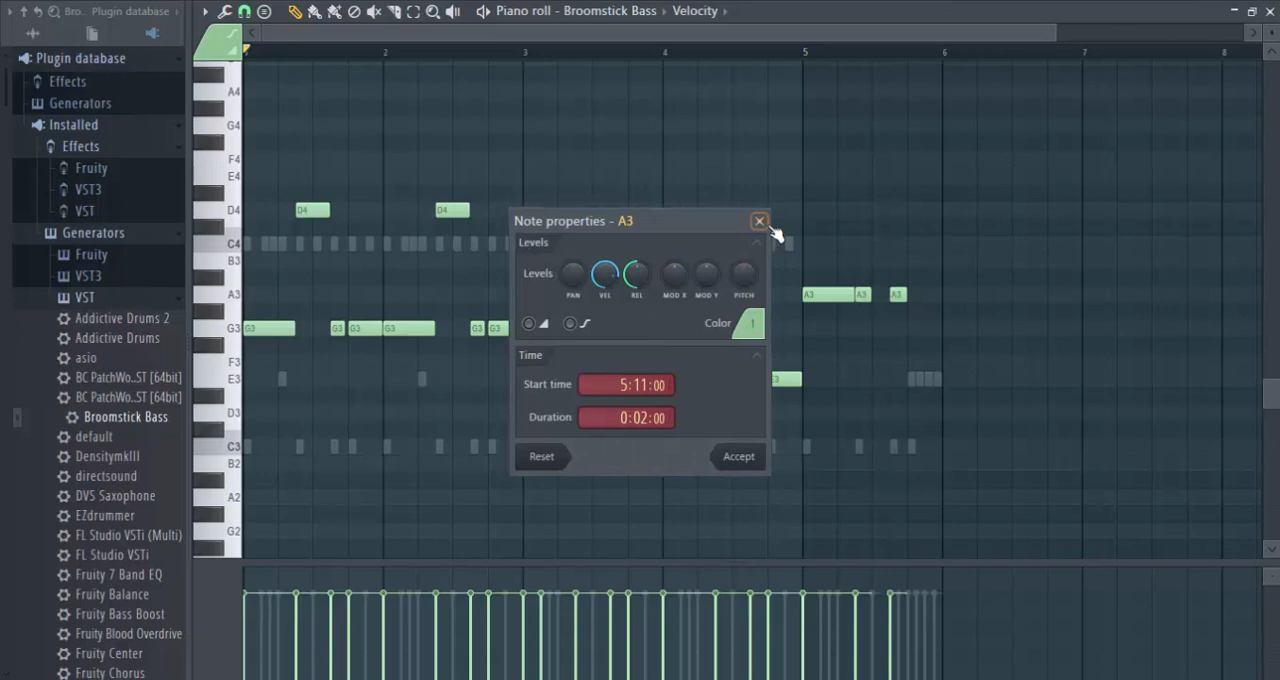 Broo.. Plugin database
Piano roll - Broomstick Bass
Velocity
Plugin database
Effects
Generators
Installed
Effects
Fruity
VST3
VST
Generators
Fruity
VST3
VST
Addictive Drums 2
Addictive Drums
asio
BC PatchWo..ST [64bit]
BC PatchWo..ST [64bit]
Broomstick Bass
default
DensitymkIII
directsound
DVS Saxophone
EZdrummer
FL Studio VSTi (Multi)
FL Studio VSTi
Fruity 7 Band EQ
Fruity Balance
Fruity Bass Boost
Fruity Blood Overdrive
Fruity Center
Fruity Chorus
2 3 4 5 6 7 8
A4
G4
F4
E4
D4 D4 D4
C4
B3
A3 A3 A3 A3
G3 G3 G3 G3 G3 G3 G3
F3
E3 E3
D3
C3
B2
A2
G2
Note properties - A3
Levels
Levels
PAN VEL REL MOD X MOD Y PITCH
Color 1
Time
Start time 5:11:00
Duration 0:02:00
Reset Accept